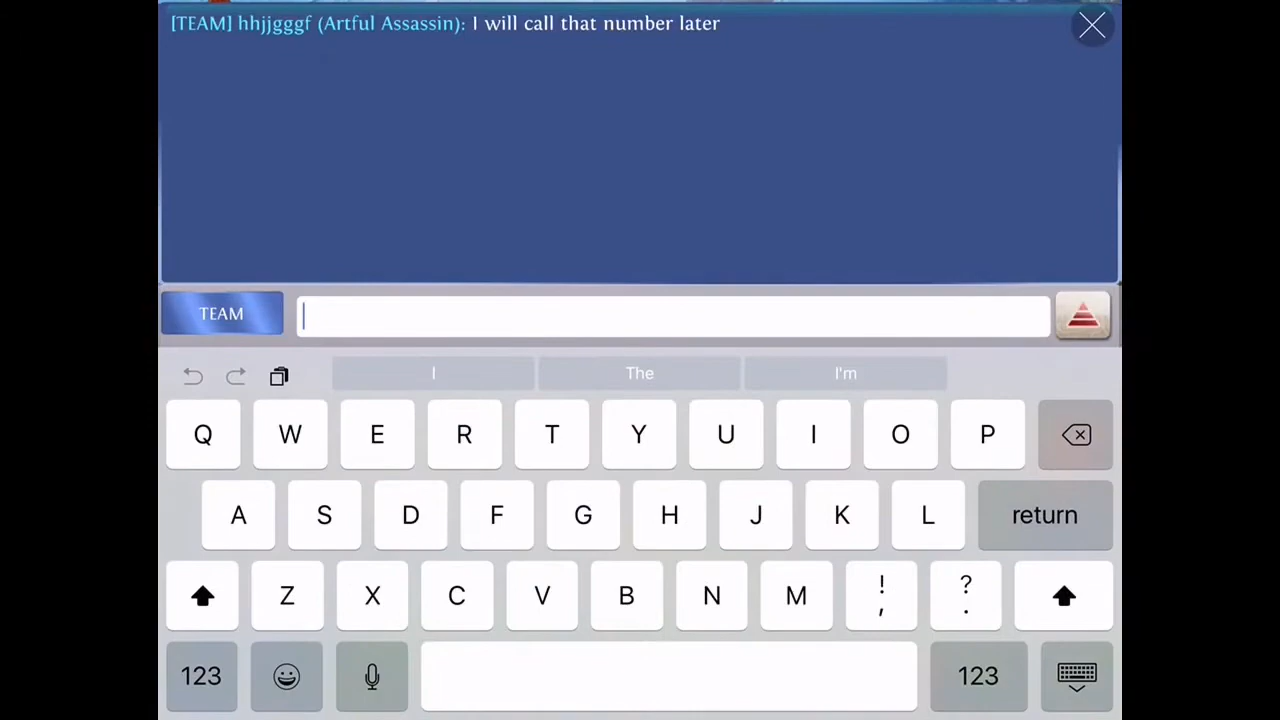 [TEAM] hhjjgggf (Artful Assassin): I will call that number later
TEAM
I The I'm
Q W E R T Y U I O P
A S D F G H J K L return
Z X C V B N M ! , ? .
123 123